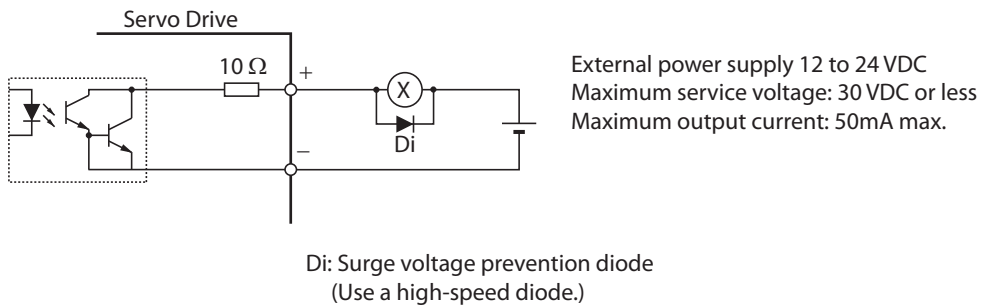 Servo Drive
10 Ω
+
X
Di
−
External power supply 12 to 24 VDC
Maximum service voltage: 30 VDC or less
Maximum output current: 50mA max.
Di: Surge voltage prevention diode
(Use a high-speed diode.)